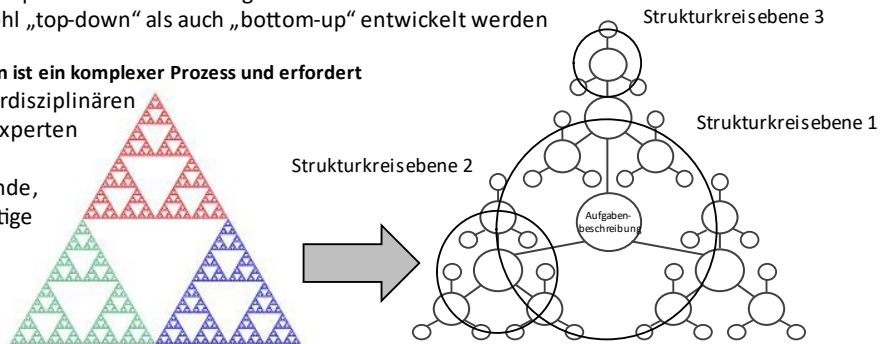 ohl „top-down“ als auch „bottom-up“ entwickelt werden
n ist ein komplexer Prozess und erfordert
rdisziplinären
xperten
nde,
tige
Strukturkreisebene 3
Strukturkreisebene 1
Strukturkreisebene 2
Aufgaben-
beschreibung